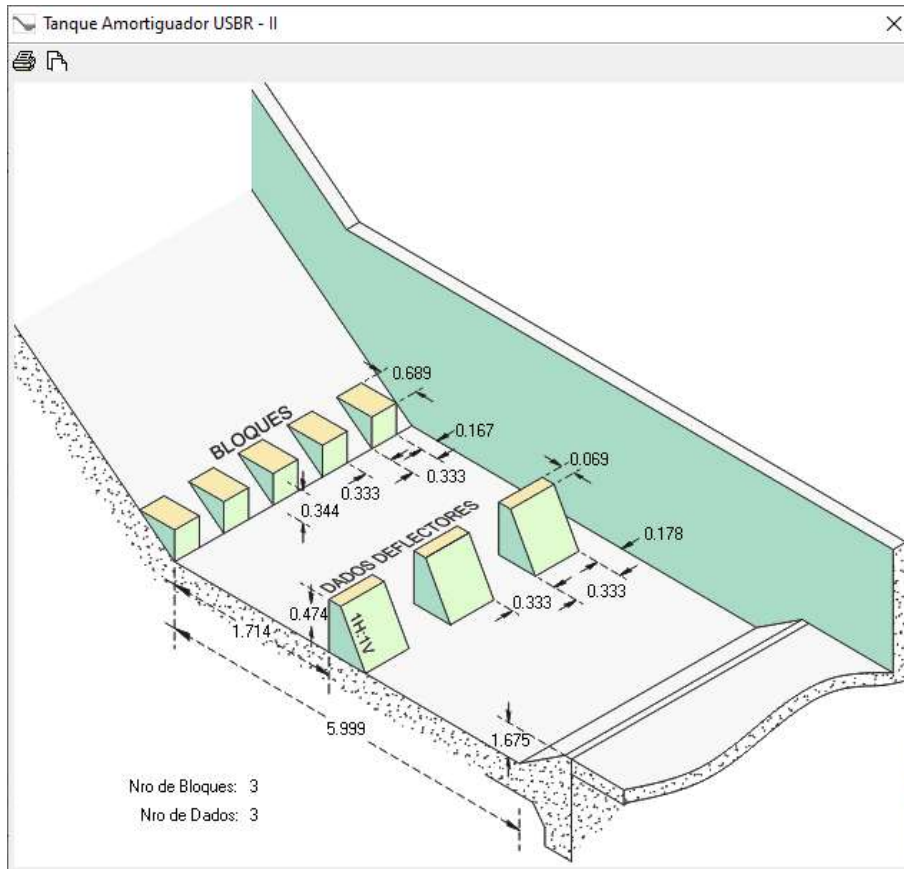 Tanque Amortiguador USBR - II
0.689
BLOQUES
0.167
0.069
0.333
0.333
0.344
DADOS DEFLECTORES
0.178
0.474
0.333
0.333
1H:1V
1.714
5.999
1.675
Nro de Bloques: 3
Nro de Dados: 3